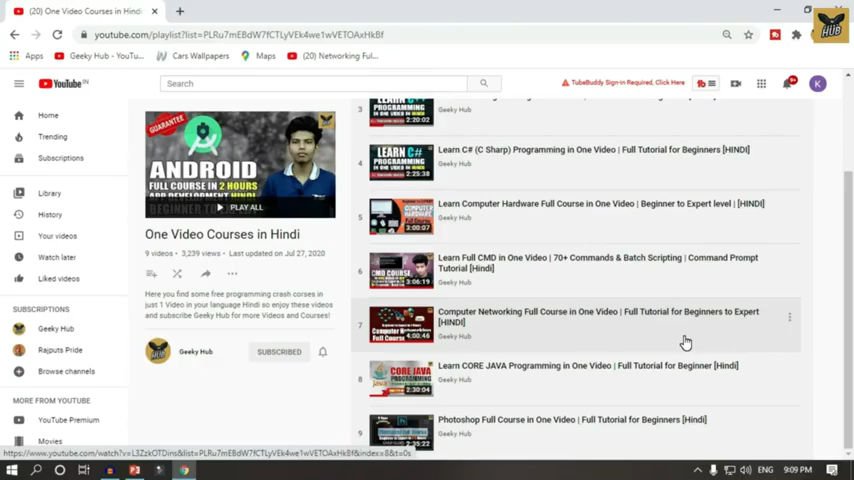 (20) One Video Courses in Hindi
youtube.com/playlist?list=PLRu7mEBdW7fCTLyVEk4we1wVETOAxHkBf
Apps
Geeky Hub - YouTu...
Cars Wallpapers
Maps
(20) Networking Ful...
HUB
YouTube IN
Search
TubeBuddy Sign-in Required, Click Here
9+
K
Home
Trending
Subscriptions
Library
History
Your videos
Watch later
Liked videos
SUBSCRIPTIONS
Geeky Hub
Rajputs Pride
Browse channels
MORE FROM YOUTUBE
YouTube Premium
Movies
GUARANTEE
ANDROID
FULL COURSE IN 2 HOURS
PLAY ALL
One Video Courses in Hindi
9 videos • 3,239 views • Last updated on Jul 27, 2020
Here you find some free programming crash corses in
just 1 Video in your language Hindi so enjoy these videos
and subscribe Geeky Hub for more Videos and Courses!
Geeky Hub
SUBSCRIBED
3
2:20:02
Geeky Hub
4
LEARN C#
2:25:38
Learn C# (C Sharp) Programming in One Video | Full Tutorial for Beginners [HINDI]
Geeky Hub
5
COMPUTER
HARDWARE
3:00:07
Learn Computer Hardware Full Course in One Video | Beginner to Expert level | [HINDI]
Geeky Hub
6
CMD COURSE
3:06:19
Learn Full CMD in One Video | 70+ Commands & Batch Scripting | Command Prompt
Tutorial [Hindi]
Geeky Hub
7
4:00:46
Computer Networking Full Course in One Video | Full Tutorial for Beginners to Expert
[HINDI]
Geeky Hub
8
CORE JAVA
2:30:04
Learn CORE JAVA Programming in One Video | Full Tutorial for Beginner [Hindi]
Geeky Hub
9
2:35:22
Photoshop Full Course in One Video | Full Tutorial for Beginners [HINDI]
Geeky Hub
https://www.youtube.com/watch?v=L3ZzkOTDins&list=PLRu7mEBdW7fCTLyVEk4we1wVETOAxHkBf&index=8&t=0s
ENG
9:09 PM